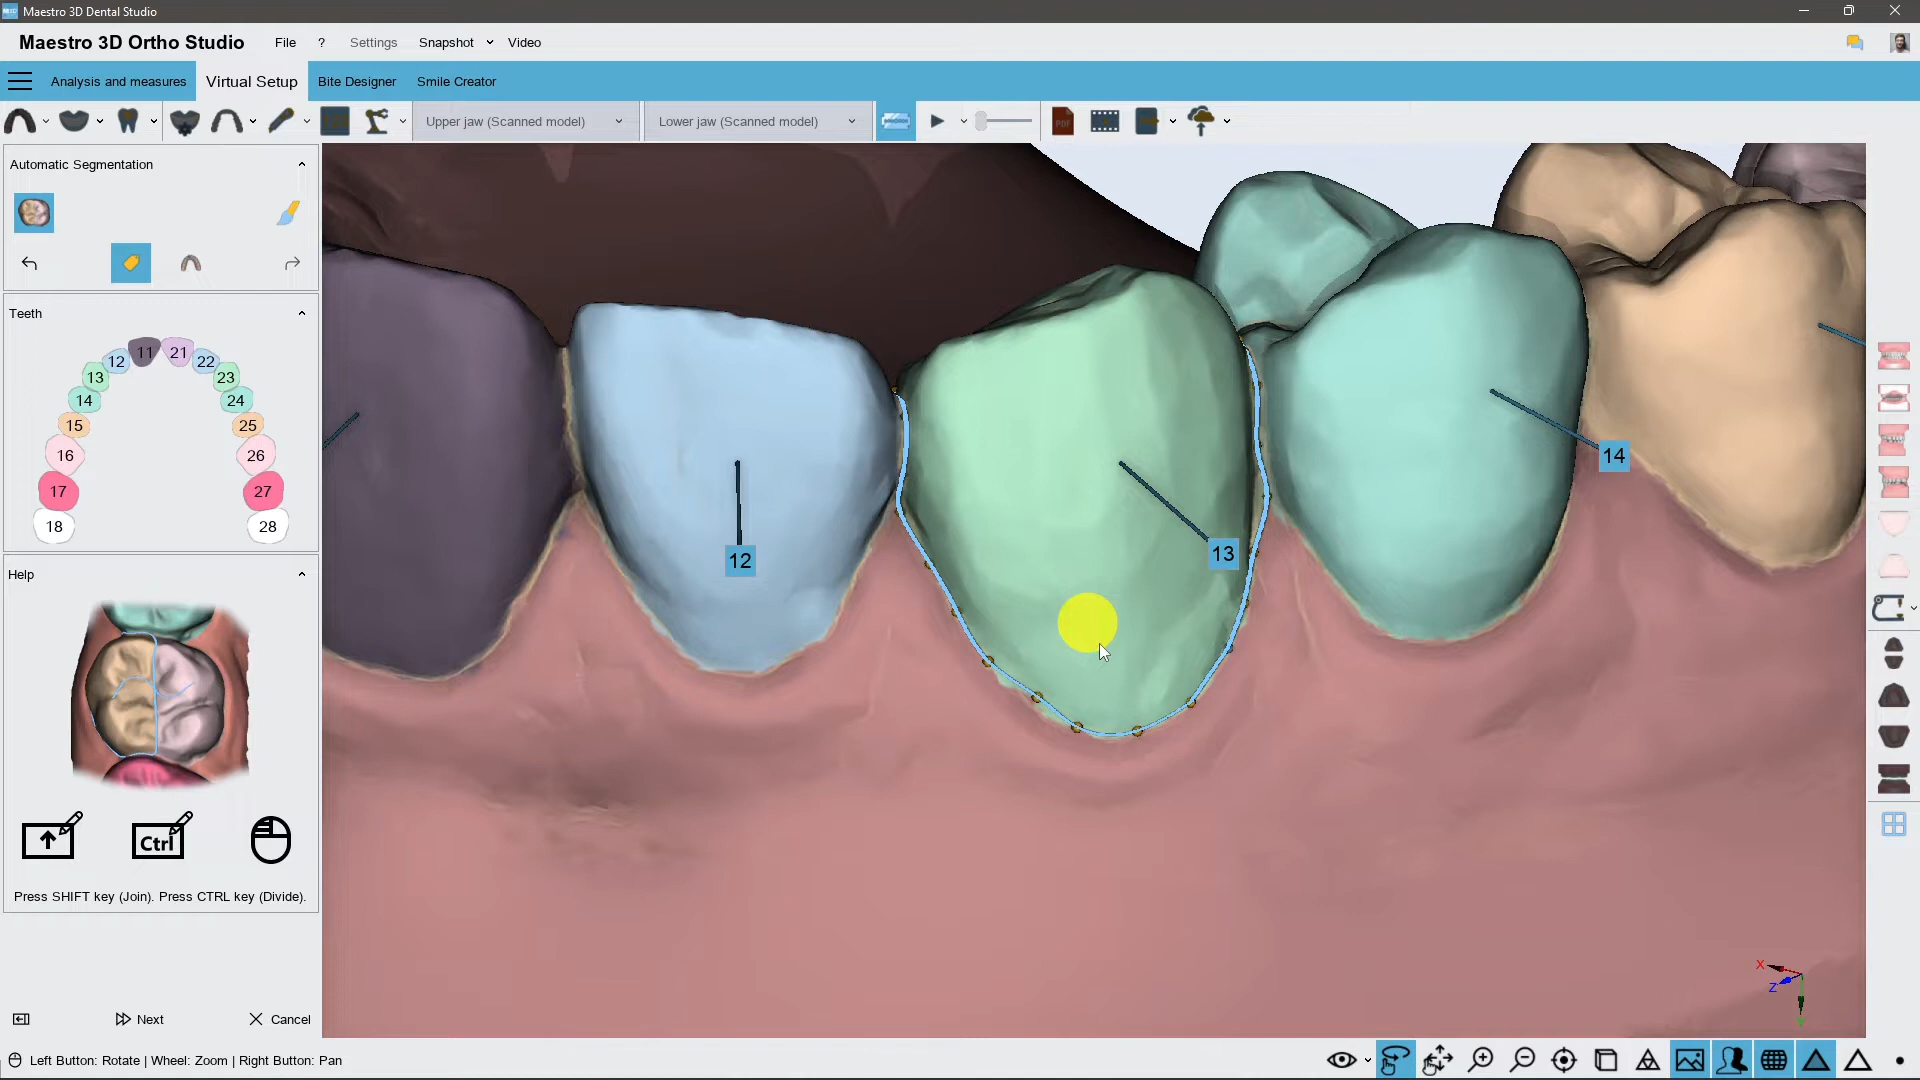 Maestro 3D Dental Studio
Maestro 3D Ortho Studio File ? Settings Snapshot Video
Analysis and measures Virtual Setup Bite Designer Smile Creator
Upper jaw (Scanned model) Lower jaw (Scanned model) PDF
Automatic Segmentation
Teeth
11 21
12 22
13 23
14 24
15 25
16 26
17 27
18 28
Help
Ctrl
Press SHIFT key (Join). Press CTRL key (Divide).
Next Cancel
14
13
12
X
Z
Y
Left Button: Rotate | Wheel: Zoom | Right Button: Pan